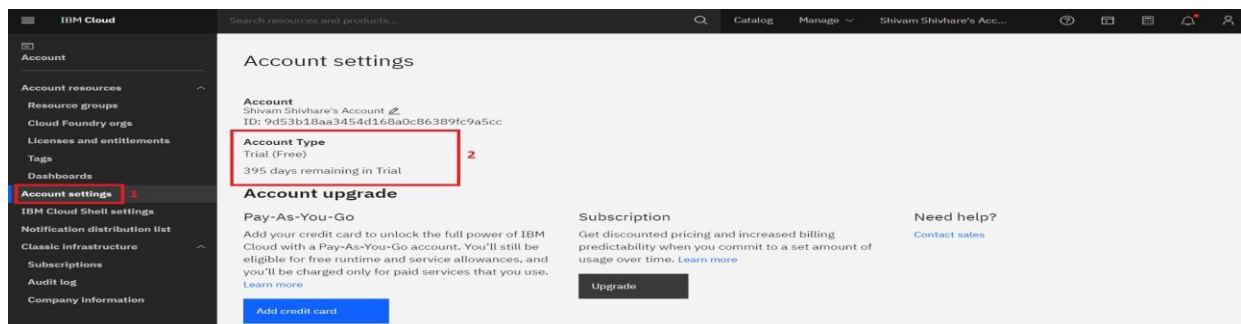 IBM Cloud
Search resources and products...
Catalog
Manage
Shivam Shivhare's Acc...
Account
Account resources
Resource groups
Cloud Foundry orgs
Licenses and entitlements
Tags
Dashboards
Account settings 1
IBM Cloud Shell settings
Notification distribution list
Classic infrastructure
Subscriptions
Audit log
Company information
Account settings
Account
Shivam Shivhare's Account
ID: 9d53b18aa3454d168a0c86389fc9a5cc
Account Type
Trial (Free)
2
395 days remaining in Trial
Account upgrade
Pay-As-You-Go
Add your credit card to unlock the full power of IBM
Cloud with a Pay-As-You-Go account. You'll still be
eligible for free runtime and service allowances, and
you'll be charged only for paid services that you use.
Learn more
Add credit card
Subscription
Get discounted pricing and increased billing
predictability when you commit to a set amount of
usage over time. Learn more
Upgrade
Need help?
Contact sales